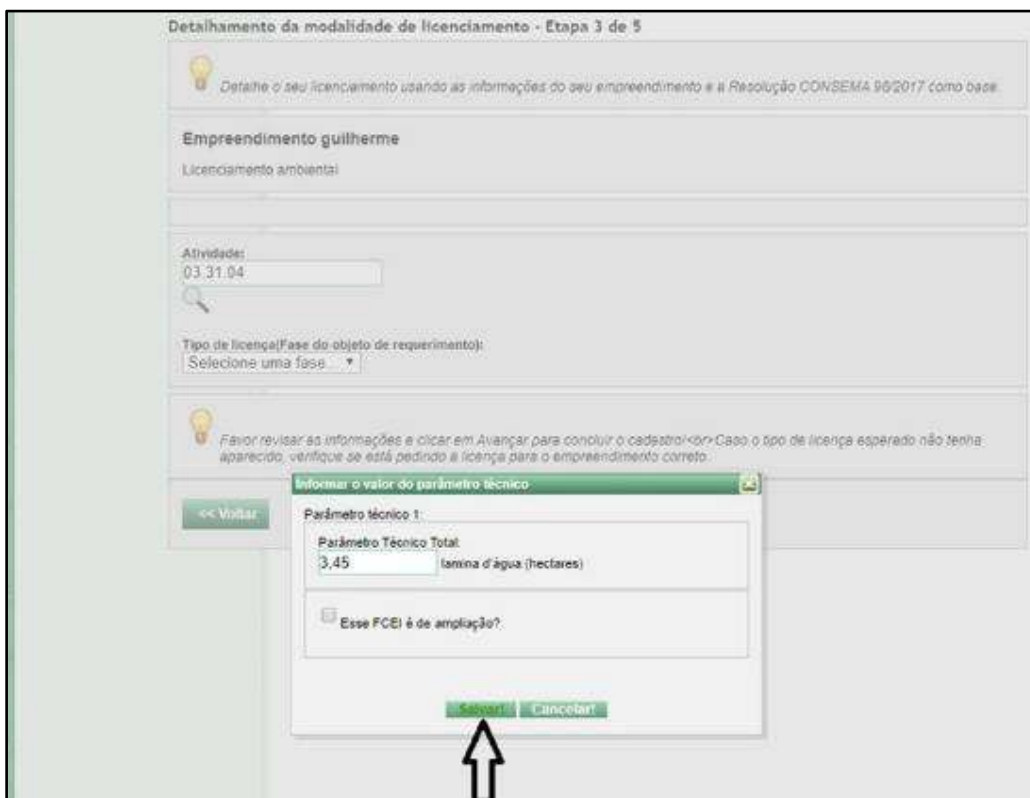 Detalhamento da modalidade de licenciamento - Etapa 3 de 5
Detalhe o seu licenciamento usando as informações do seu empreendimento e a Resolução CONSEMA 98/2017 como base.
Empreendimento guilherme
Licenciamento ambiental
Atividade:
03.31.04
Tipo de licença(Fase do objeto de requerimento):
Selecione uma fase
Favor revisar as informações e clicar em Avançar para concluir o cadastro!<br>Caso o tipo de licença esperado não tenha
aparecido, verifique se está pedindo a licença para o empreendimento correto.
<< Voltar
Informar o valor do parâmetro técnico
Parâmetro técnico 1:
Parâmetro Técnico Total:
3,45 lamina d'água (hectares)
Esse FCEI é de ampliação?
Salvar! Cancelar!